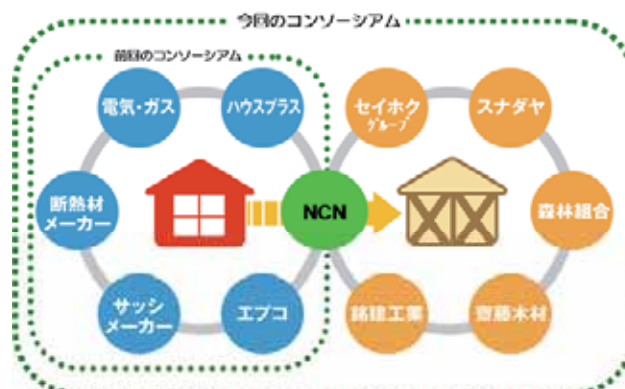 今回のコンソーシアム
前回のコンソーシアム
電気・ガス
ハウスプラス
セイホク
グループ
スナダヤ
断熱材
メーカー
NCN
森林組合
サッシ
メーカー
エプコ
銘建工業
齋藤木材